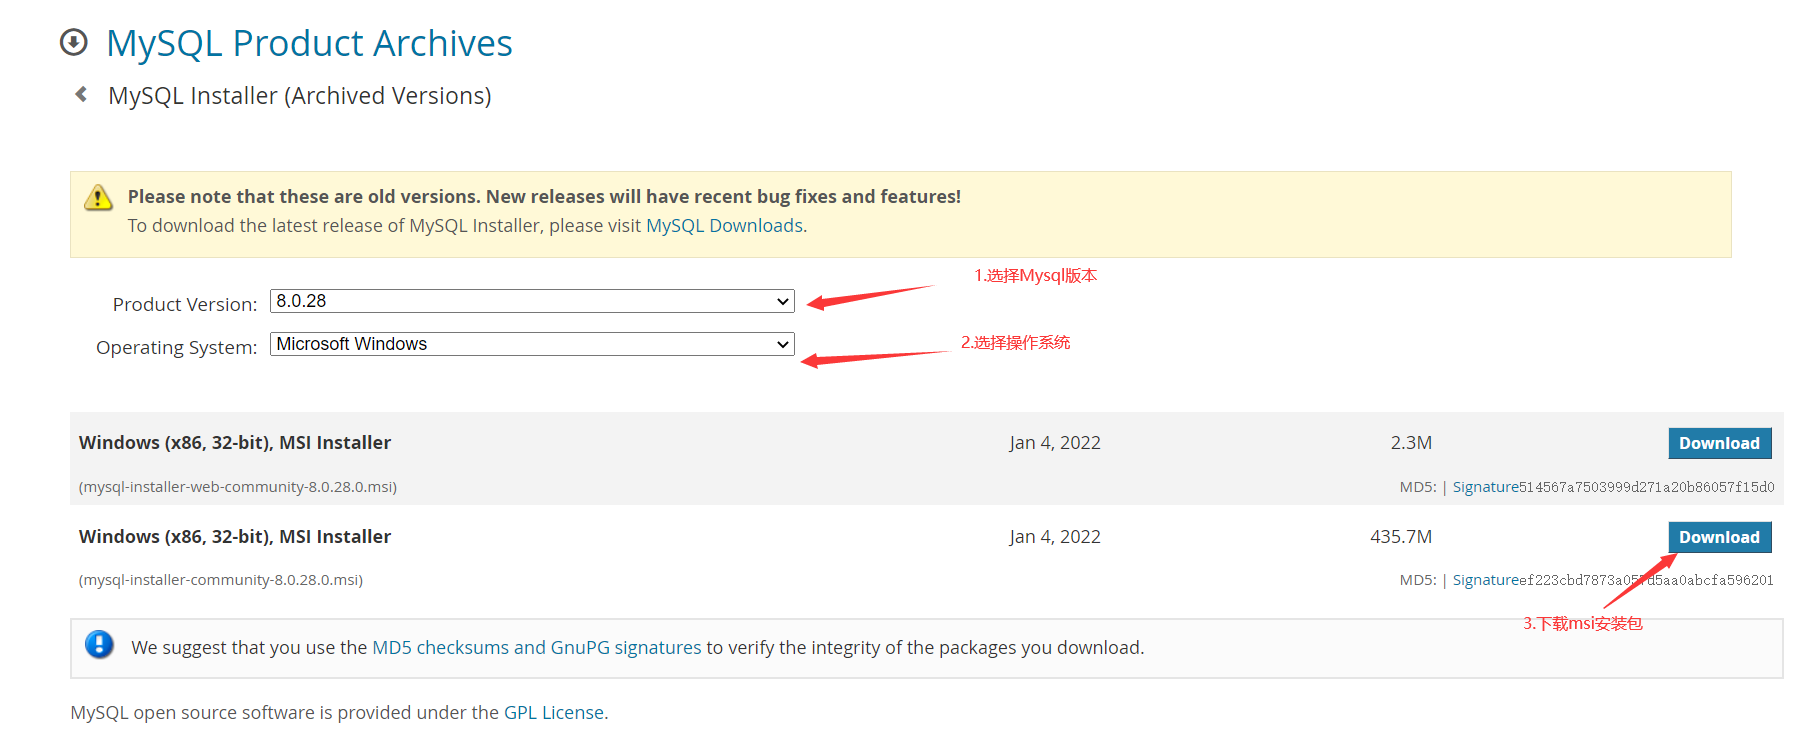 MySQL Product Archives
MySQL Installer (Archived Versions)
Please note that these are old versions. New releases will have recent bug fixes and features!
To download the latest release of MySQL Installer, please visit MySQL Downloads.
1.选择Mysql版本
Product Version: 8.0.28
2.选择操作系统
Operating System: Microsoft Windows
Windows (x86, 32-bit), MSI Installer Jan 4, 2022 2.3M Download
(mysql-installer-web-community-8.0.28.0.msi) MD5: | Signature514567a7503999d271a20b86057f15d0
Windows (x86, 32-bit), MSI Installer Jan 4, 2022 435.7M Download
(mysql-installer-community-8.0.28.0.msi) MD5: | Signatureef223cbd7873a057d5aa0abcfa596201
3.下载msi安装包
We suggest that you use the MD5 checksums and GnuPG signatures to verify the integrity of the packages you download.
MySQL open source software is provided under the GPL License.